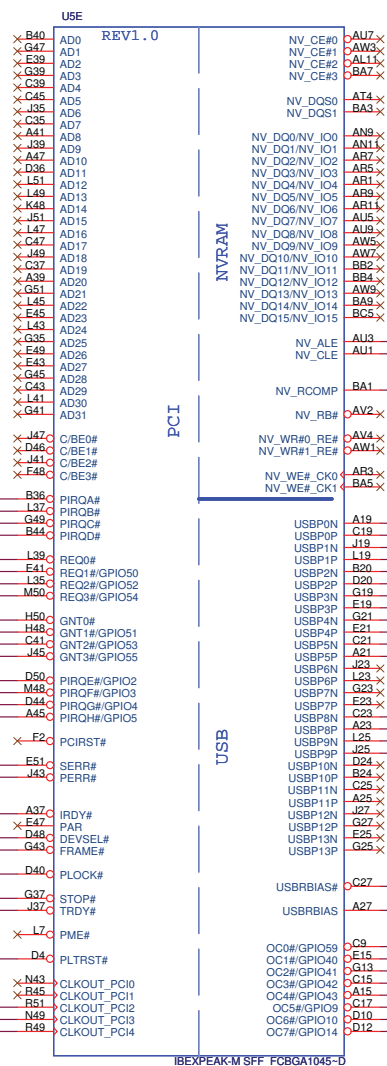 U5E
REV1.0
B40 AD0
G47 AD1
E39 AD2
G39 AD3
C39 AD4
C45 AD5
J35 AD6
C35 AD7
A41 AD8
J39 AD9
A47 AD10
D36 AD11
L51 AD12
L49 AD13
K48 AD14
J51 AD15
L47 AD16
C47 AD17
J49 AD18
C37 AD19
A39 AD20
G51 AD21
L45 AD22
E45 AD23
L43 AD24
G35 AD25
E49 AD26
E43 AD27
G45 AD28
C43 AD29
L41 AD30
G41 AD31
J47 C/BE0#
D46 C/BE1#
J41 C/BE2#
F48 C/BE3#
B36 PIRQA#
L37 PIRQB#
G49 PIRQC#
B44 PIRQD#
L39 REQ0#
E41 REQ1#/GPIO50
L35 REQ2#/GPIO52
M50 REQ3#/GPIO54
H50 GNT0#
H48 GNT1#/GPIO51
C41 GNT2#/GPIO53
J45 GNT3#/GPIO55
D50 PIRQE#/GPIO2
M48 PIRQF#/GPIO3
D44 PIRQG#/GPIO4
A45 PIRQH#/GPIO5
F2 PCIRST#
E51 SERR#
J43 PERR#
A37 IRDY#
E47 PAR
D48 DEVSEL#
G43 FRAME#
D40 PLOCK#
G37 STOP#
J37 TRDY#
L7 PME#
D4 PLTRST#
N43 CLKOUT_PCI0
R45 CLKOUT_PCI1
R51 CLKOUT_PCI2
N49 CLKOUT_PCI3
R49 CLKOUT_PCI4
PCI
NVRAM
USB
NV_CE#0 AU7
NV_CE#1 AW3
NV_CE#2 AL11
NV_CE#3 BA7
NV_DQS0 AT4
NV_DQS1 BA3
NV_DQ0/NV_IO0 AN9
NV_DQ1/NV_IO1 AN11
NV_DQ2/NV_IO2 AR7
NV_DQ3/NV_IO3 AR5
NV_DQ4/NV_IO4 AR1
NV_DQ5/NV_IO5 AR9
NV_DQ6/NV_IO6 AR11
NV_DQ7/NV_IO7 AU5
NV_DQ8/NV_IO8 AU9
NV_DQ9/NV_IO9 AW5
NV_DQ10/NV_IO10 AW7
NV_DQ11/NV_IO11 BB2
NV_DQ12/NV_IO12 BB4
NV_DQ13/NV_IO13 AW9
NV_DQ14/NV_IO14 BA9
NV_DQ15/NV_IO15 BC5
NV_ALE AU3
NV_CLE AU1
NV_RCOMP BA1
NV_RB# AV2
NV_WR#0_RE# AV4
NV_WR#1_RE# AW1
NV_WE#_CK0 AR3
NV_WE#_CK1 BA5
USBP0N A19
USBP0P C19
USBP1N J19
USBP1P L19
USBP2N B20
USBP2P D20
USBP3N G19
USBP3P E19
USBP4N G21
USBP4P E21
USBP5N C21
USBP5P A21
USBP6N J23
USBP6P L23
USBP7N G23
USBP7P E23
USBP8N C23
USBP8P A23
USBP9N L25
USBP9P J25
USBP10N D24
USBP10P B24
USBP11N C25
USBP11P A25
USBP12N J27
USBP12P G27
USBP13N E25
USBP13P G25
USBRBIAS# C27
USBRBIAS A27
OC0#/GPIO59 C9
OC1#/GPIO40 E15
OC2#/GPIO41 G13
OC3#/GPIO42 C15
OC4#/GPIO43 A15
OC5#/GPIO9 C17
OC6#/GPIO10 D10
OC7#/GPIO14 D12
IBEXPEAK-M SFF_FCBGA1045~D